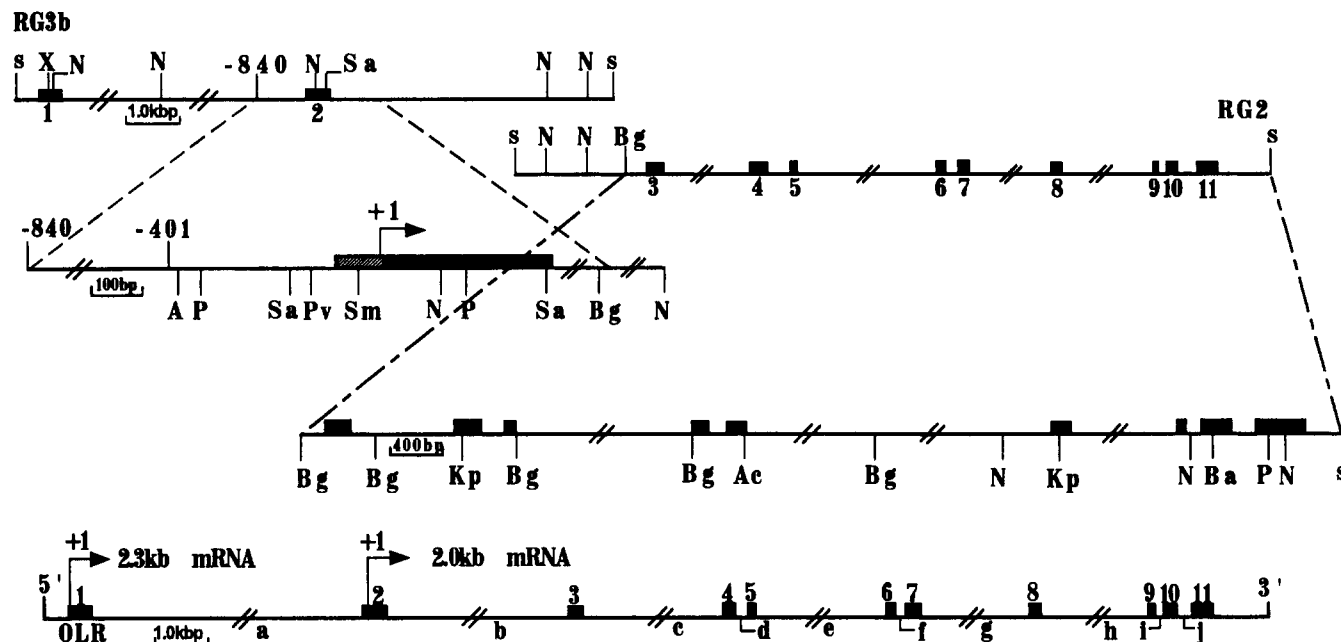 RG3b
s X N N -840 N Sa N N s
1 1.0kbp 2
RG2
s N N Bg s
3 4 5 6 7 8 9 10 11
+1
-840 -401
100bp
A P Sa Pv Sm N P Sa Bg N
400bp
Bg Bg Kp Bg Bg Ac Bg N Kp N Ba P N s
+1 2.3kb mRNA +1 2.0kb mRNA
5' 1 2 3 4 5 6 7 8 9 10 11 3'
OLR 1.0kbp a b c d e f g h i j